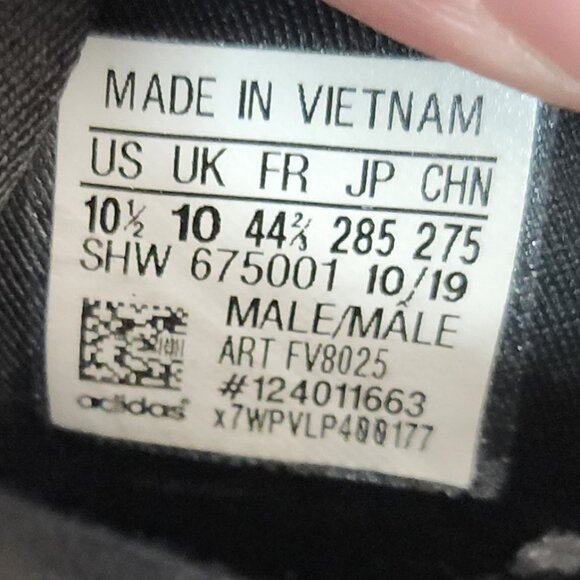 MADE IN VIETNAM
US UK FR JP CHN
10½ 10 44⅔ 285 275
SHW 675001 10/19
MALE/MÂLE
ART FV8025
#124011663
adidas x7WPVLP400177